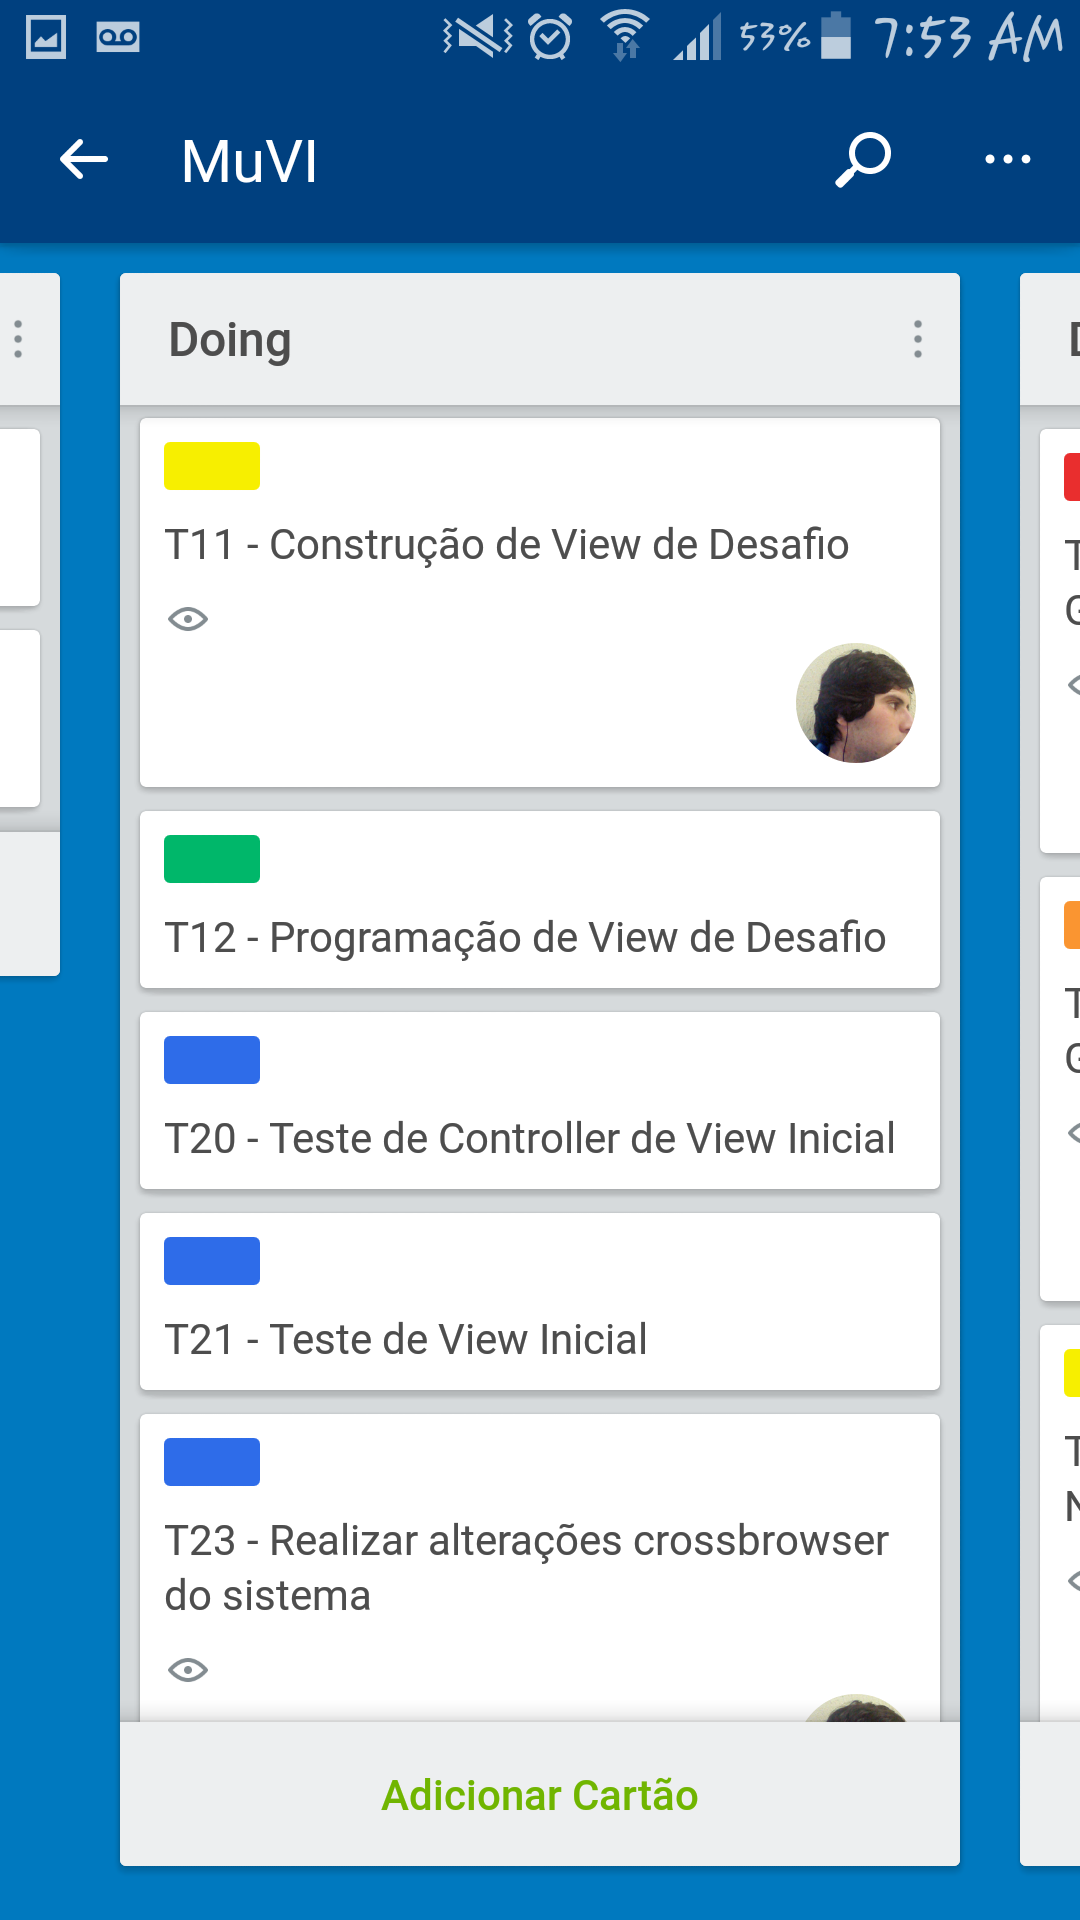 53% 7:53 AM
MuVI
Doing
T11 - Construção de View de Desafio
T12 - Programação de View de Desafio
T20 - Teste de Controller de View Inicial
T21 - Teste de View Inicial
T23 - Realizar alterações crossbrowser
do sistema
Adicionar Cartão